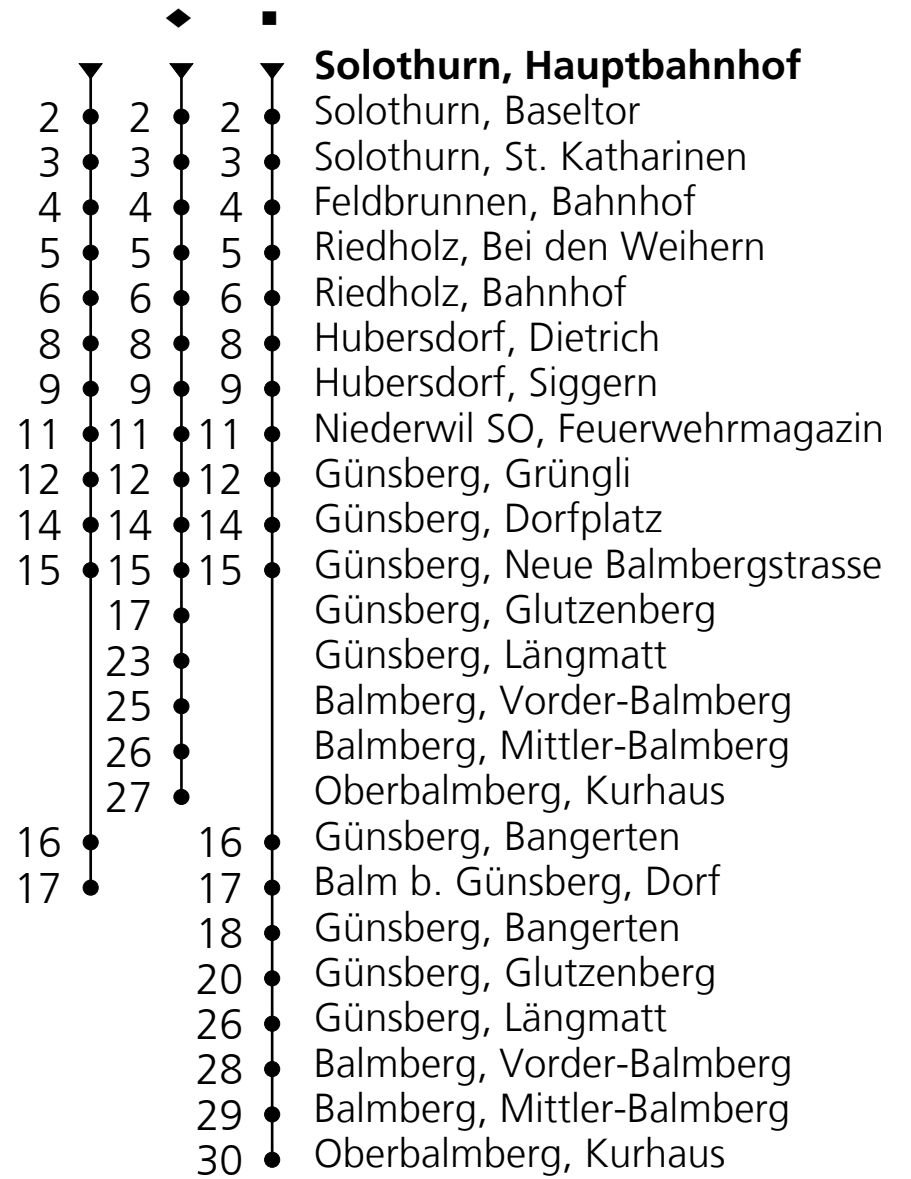 Solothurn, Hauptbahnhof
2 2 2 Solothurn, Baseltor
3 3 3 Solothurn, St. Katharinen
4 4 4 Feldbrunnen, Bahnhof
5 5 5 Riedholz, Bei den Weihern
6 6 6 Riedholz, Bahnhof
8 8 8 Hubersdorf, Dietrich
9 9 9 Hubersdorf, Siggern
11 11 11 Niederwil SO, Feuerwehrmagazin
12 12 12 Günsberg, Grüngli
14 14 14 Günsberg, Dorfplatz
15 15 15 Günsberg, Neue Balmbergstrasse
17 Günsberg, Glutzenberg
23 Günsberg, Längmatt
25 Balmberg, Vorder-Balmberg
26 Balmberg, Mittler-Balmberg
27 Oberbalmberg, Kurhaus
16 16 Günsberg, Bangerten
17 17 Balm b. Günsberg, Dorf
18 Günsberg, Bangerten
20 Günsberg, Glutzenberg
26 Günsberg, Längmatt
28 Balmberg, Vorder-Balmberg
29 Balmberg, Mittler-Balmberg
30 Oberbalmberg, Kurhaus